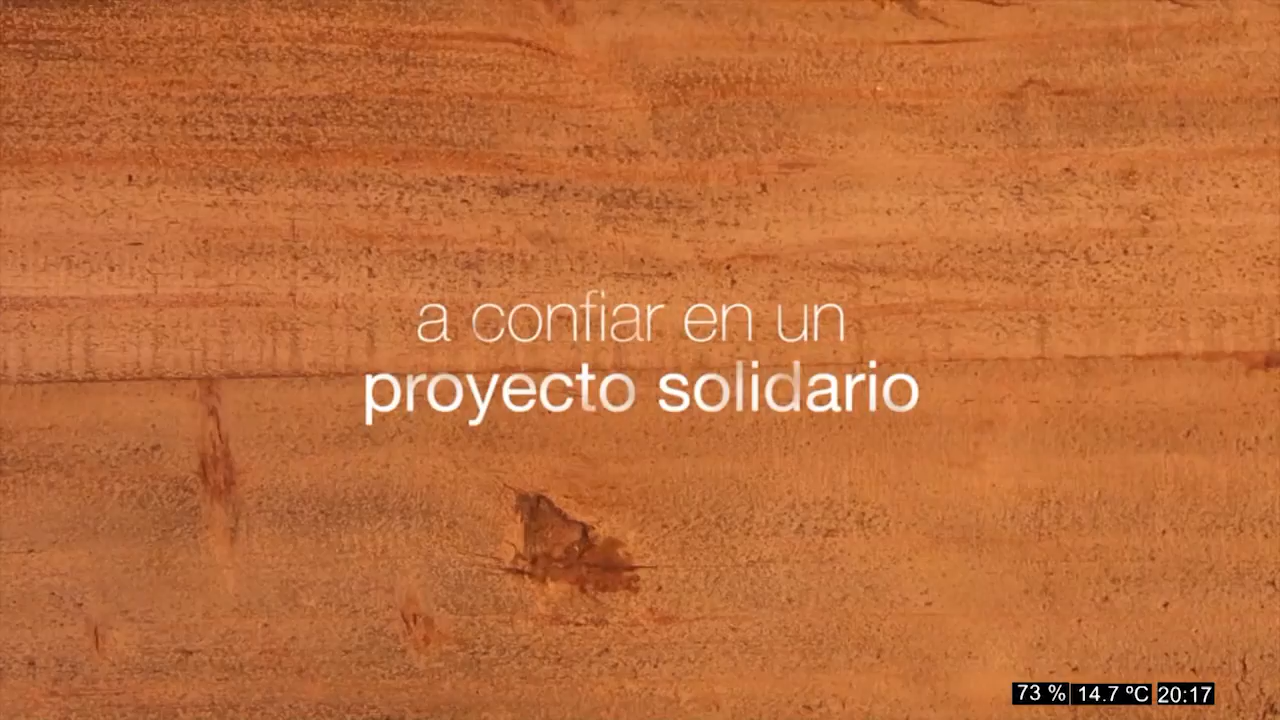 a confiar en un
proyecto solidario
73 % 14.7 ºC 20:17